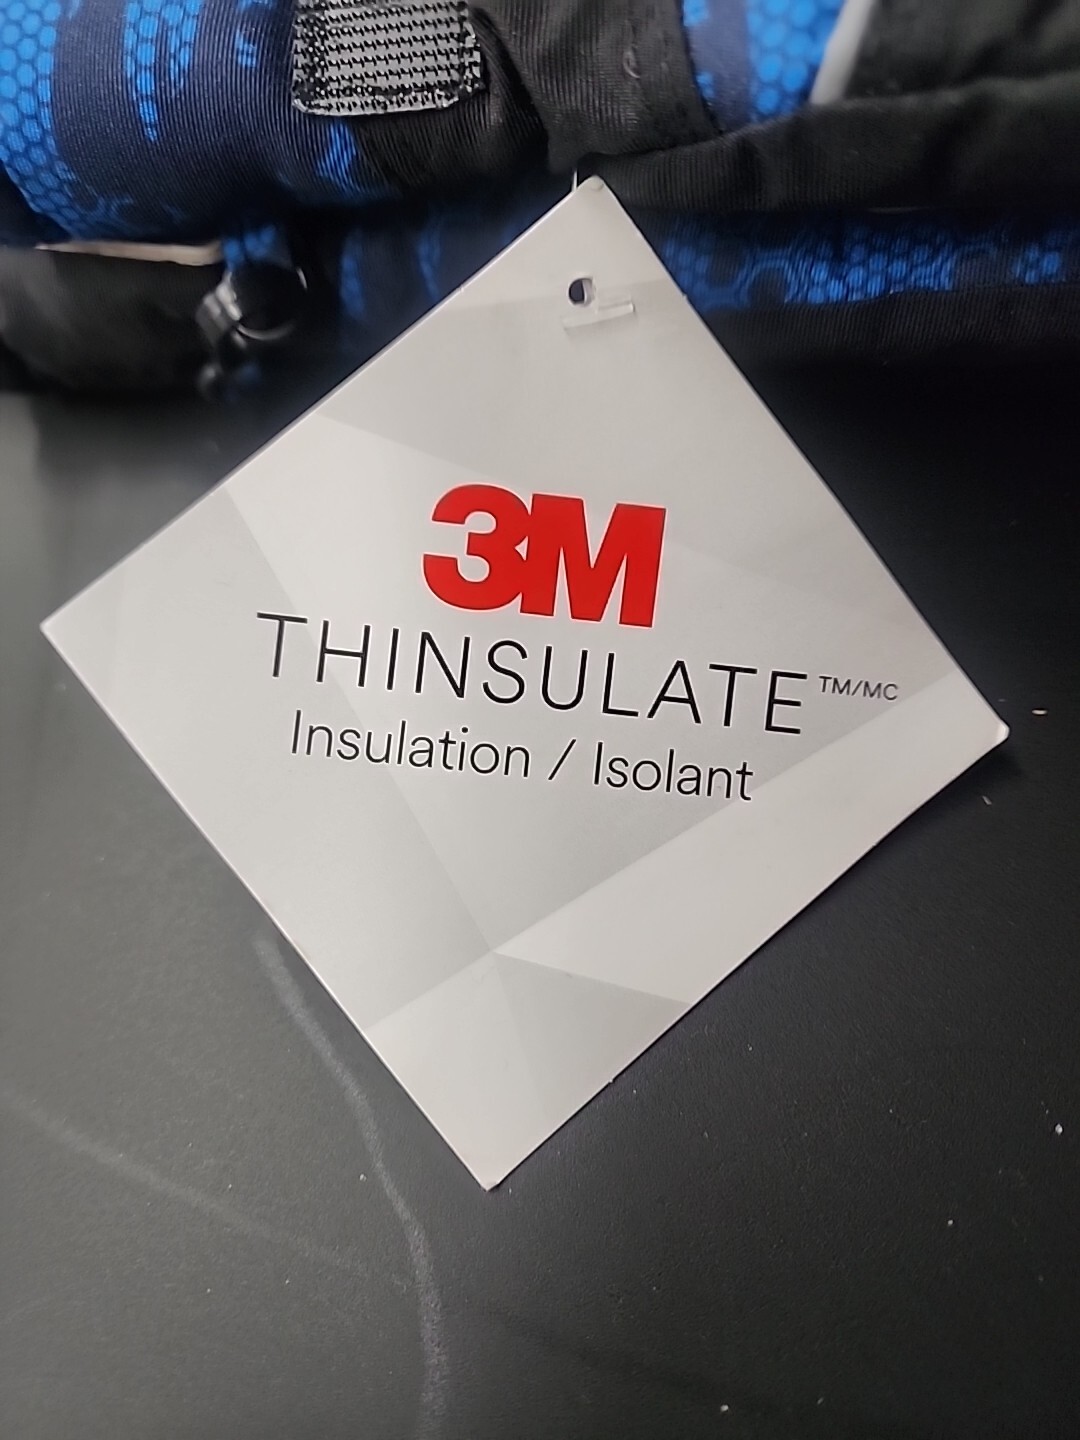 3M
THINSULATE™/MC
Insulation / Isolant